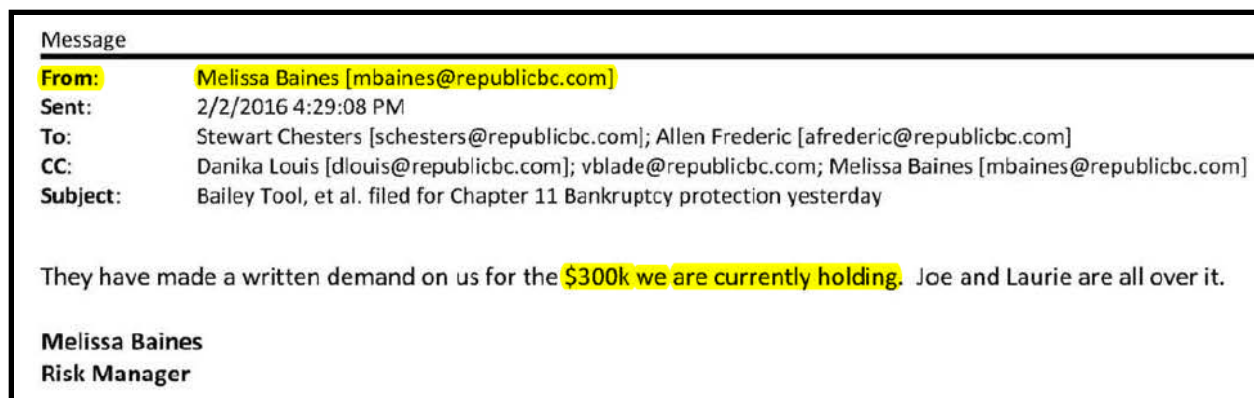 Message
From: Melissa Baines [mbaines@republicbc.com]
Sent: 2/2/2016 4:29:08 PM
To: Stewart Chesters [schesters@republicbc.com]; Allen Frederic [afrederic@republicbc.com]
CC: Danika Louis [dlouis@republicbc.com]; vblade@republicbc.com; Melissa Baines [mbaines@republicbc.com]
Subject: Bailey Tool, et al. filed for Chapter 11 Bankruptcy protection yesterday
They have made a written demand on us for the $300k we are currently holding. Joe and Laurie are all over it.
Melissa Baines
Risk Manager